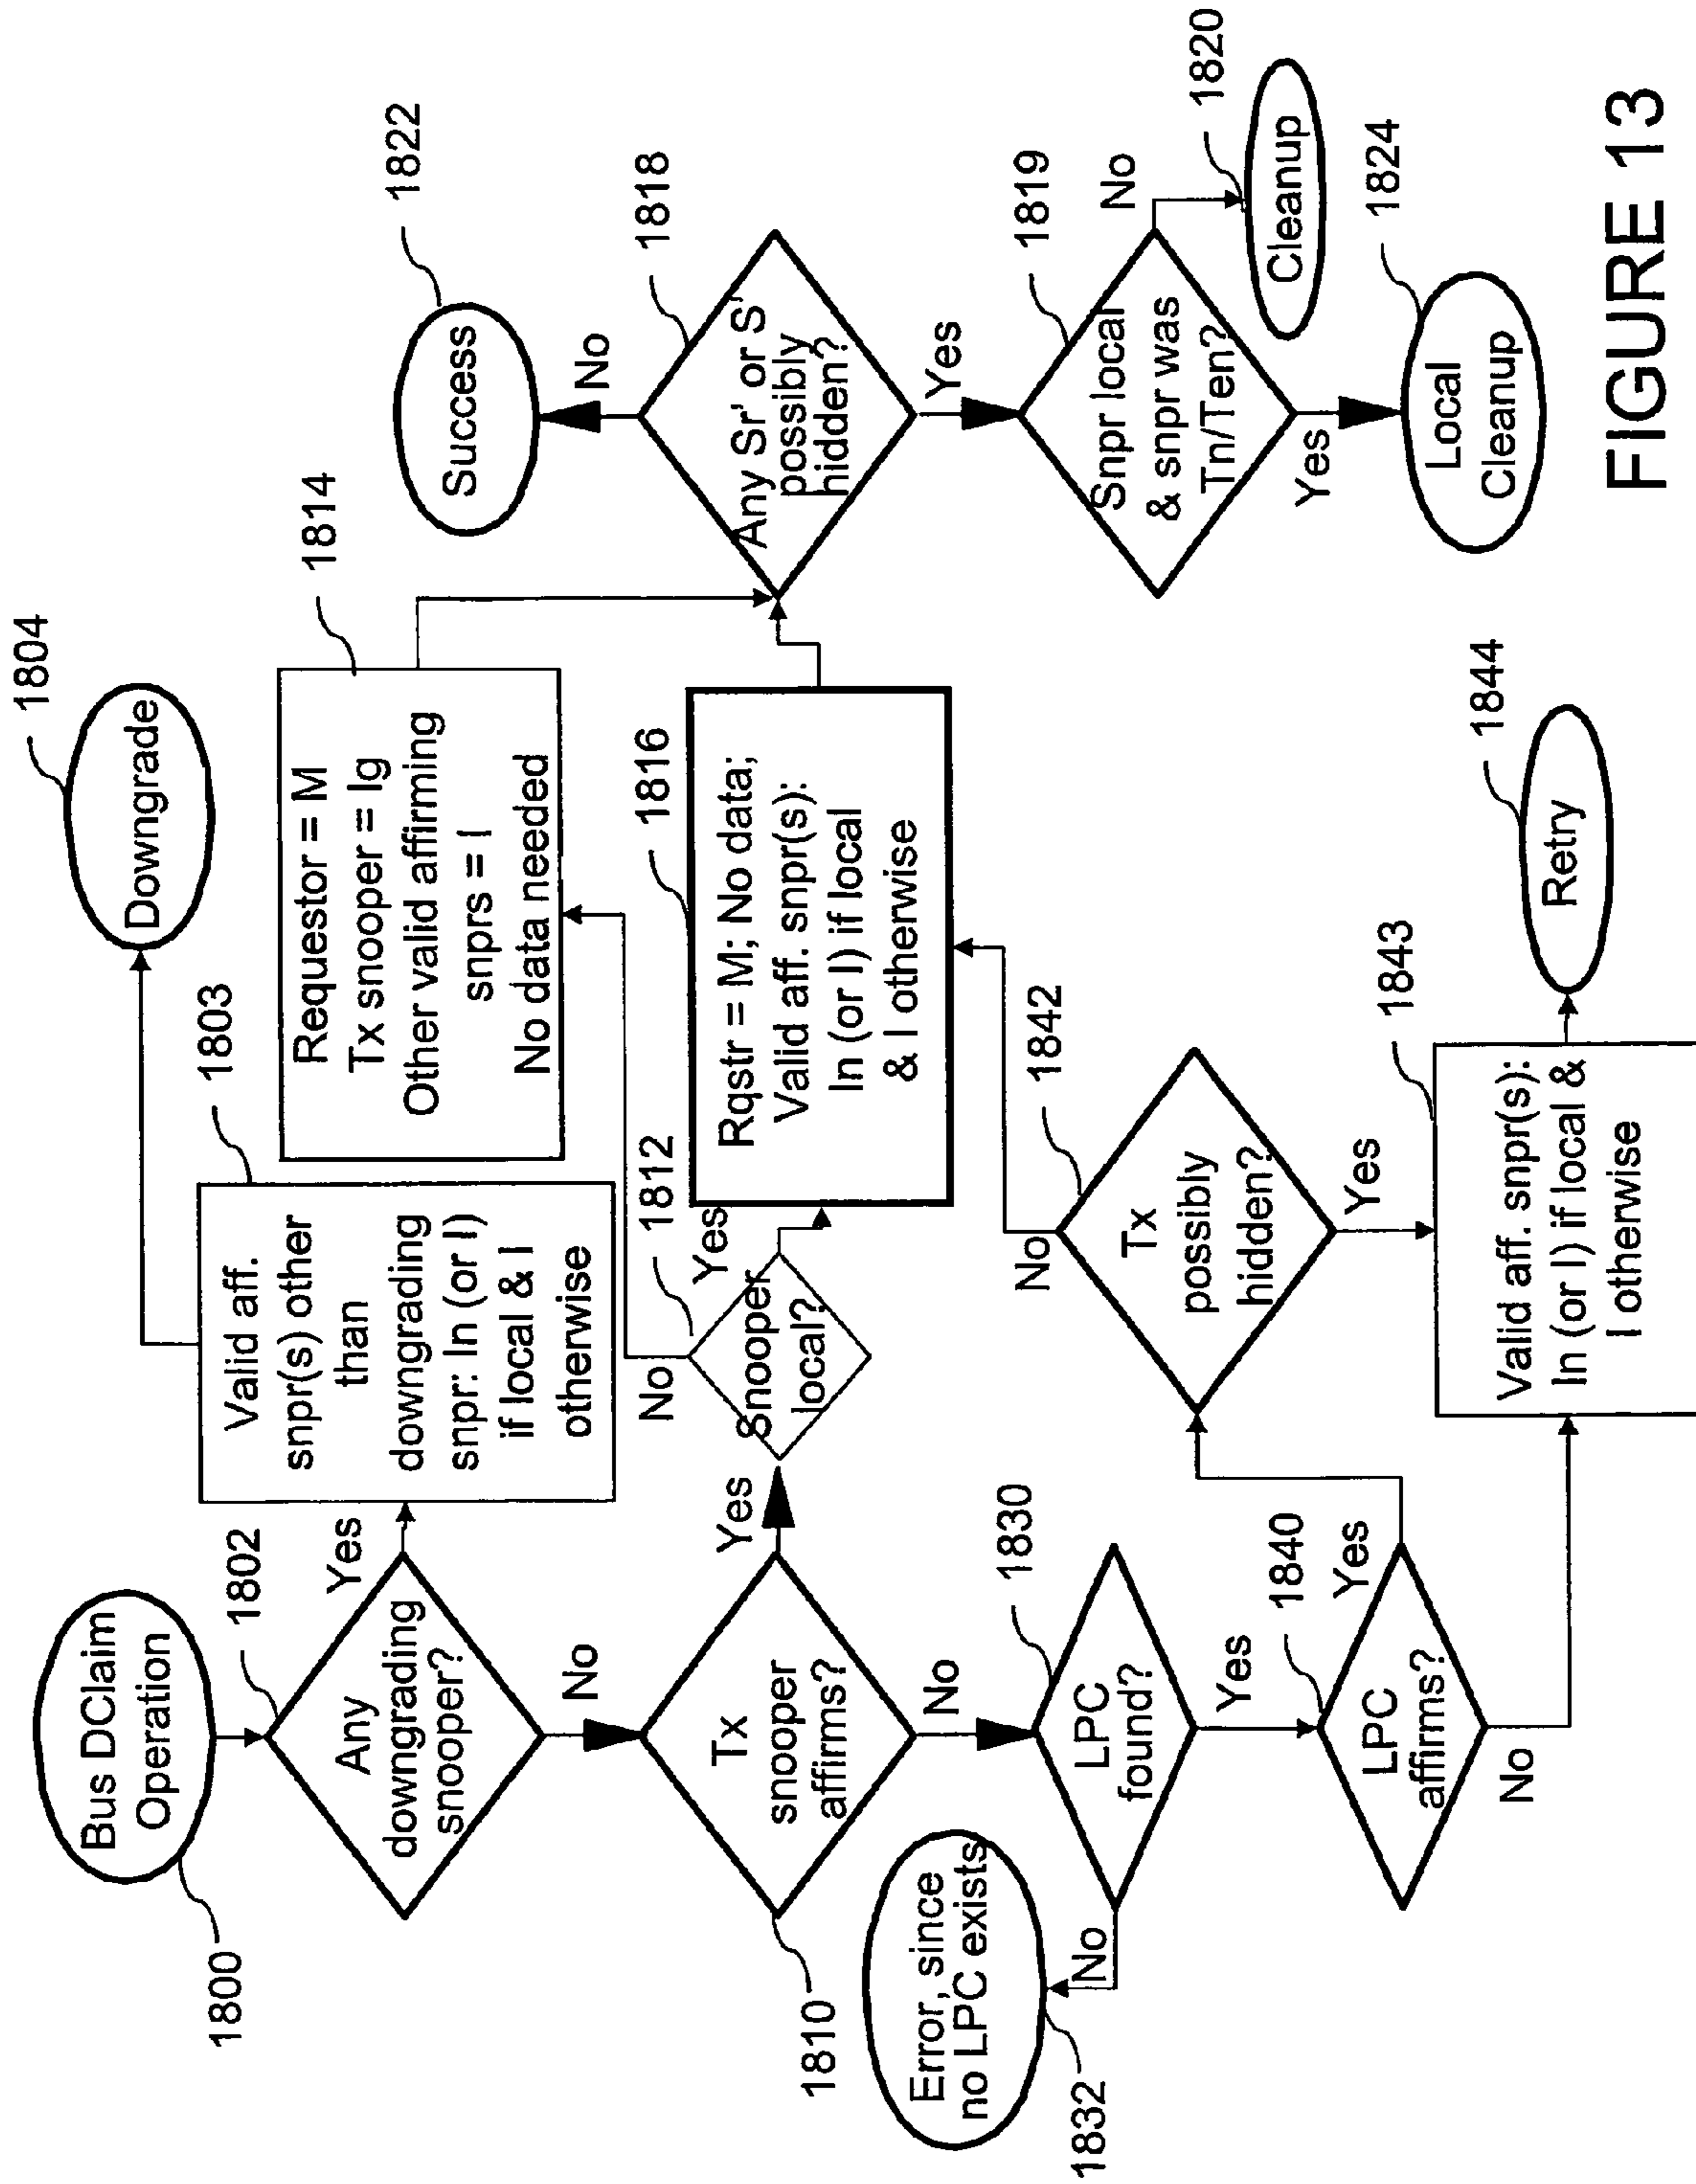 Bus DClaim
Operation
1800
1802
Any
downgrading
snooper?
Yes
No
1803
Valid aff.
snpr(s) other
than
downgrading
snpr: In (or I)
if local & I
otherwise
1804
Downgrade
1810
Tx
snooper
affirms?
Yes
No
1812
Snooper
local?
No
Yes
1814
Requestor = M
Tx snooper = Ig
Other valid affirming
snprs = I
No data needed
1816
Rqstr = M; No data;
Valid aff. snpr(s):
In (or I) if local
& I otherwise
1818
Any Sr' or S'
possibly
hidden?
No
Yes
1822
Success
1819
Snpr local
& snpr was
Tn/Ten?
No
Yes
1820
Cleanup
1824
Local
Cleanup
1830
LPC
found?
No
Yes
Error, since
no LPC exists
1832
1840
LPC
affirms?
Yes
No
1842
Tx
possibly
hidden?
No
Yes
1843
Valid aff. snpr(s):
In (or I) if local &
I otherwise
1844
Retry
FIGURE 13